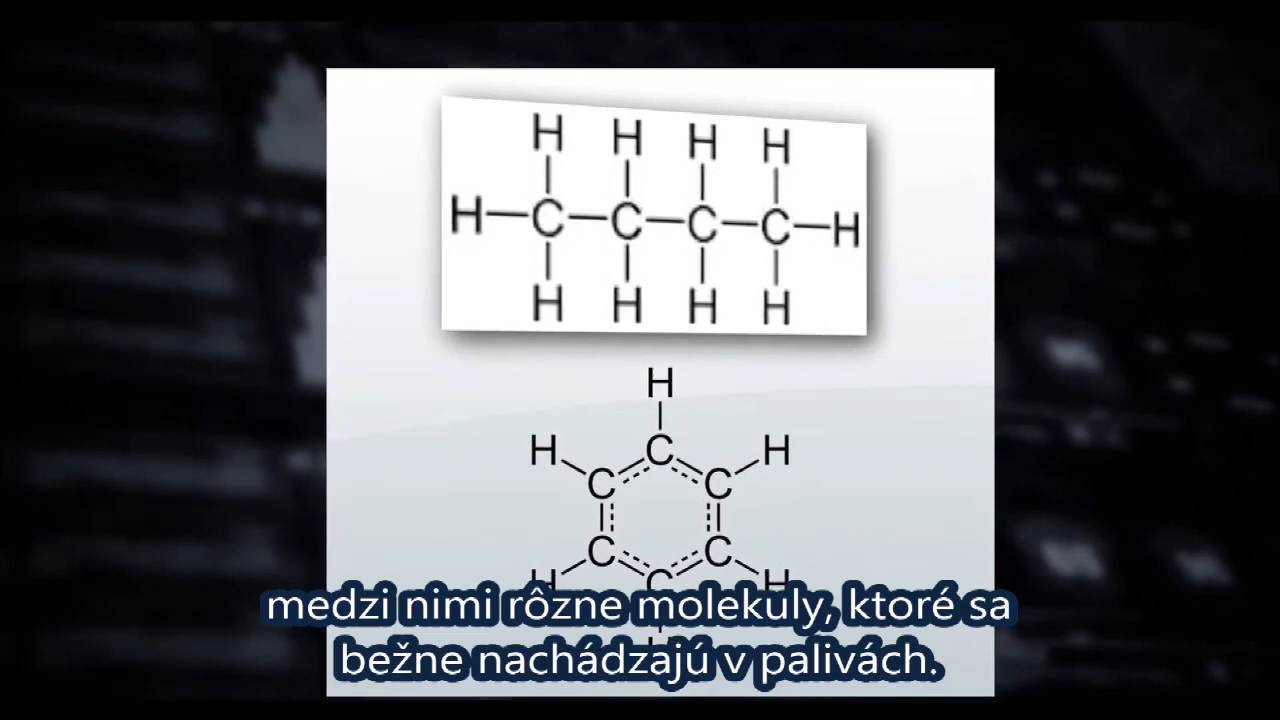 H H H H
H C C C C H
H H H H
H
H C H
C C
C C
H C H
medzi nimi rôzne molekuly, ktoré sa
bežne nachádzajú v palivách.